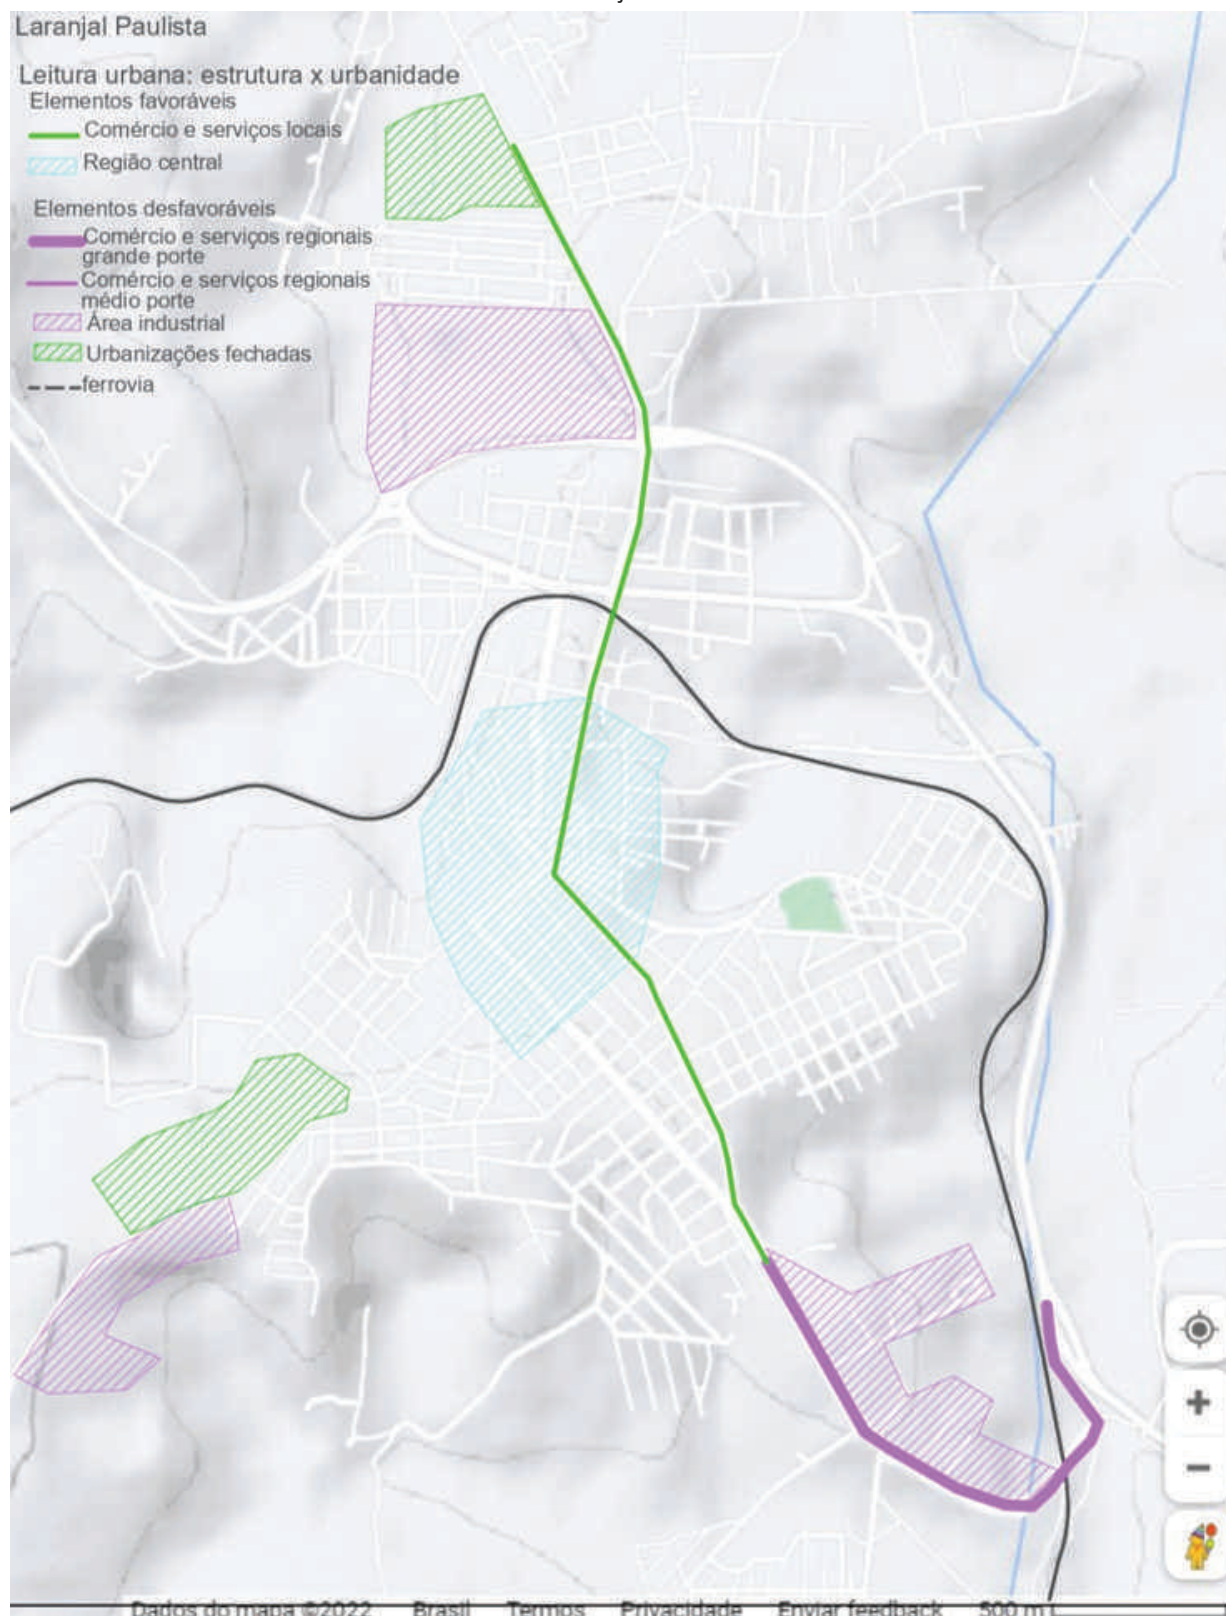 Laranjal Paulista
Leitura urbana: estrutura x urbanidade
Elementos favoráveis
Comércio e serviços locais
Região central
Elementos desfavoráveis
Comércio e serviços regionais
grande porte
Comércio e serviços regionais
médio porte
Área industrial
Urbanizações fechadas
ferrovia
Dados do mapa ©2022 Brasil Termos Privacidade Enviar feedback 500 m